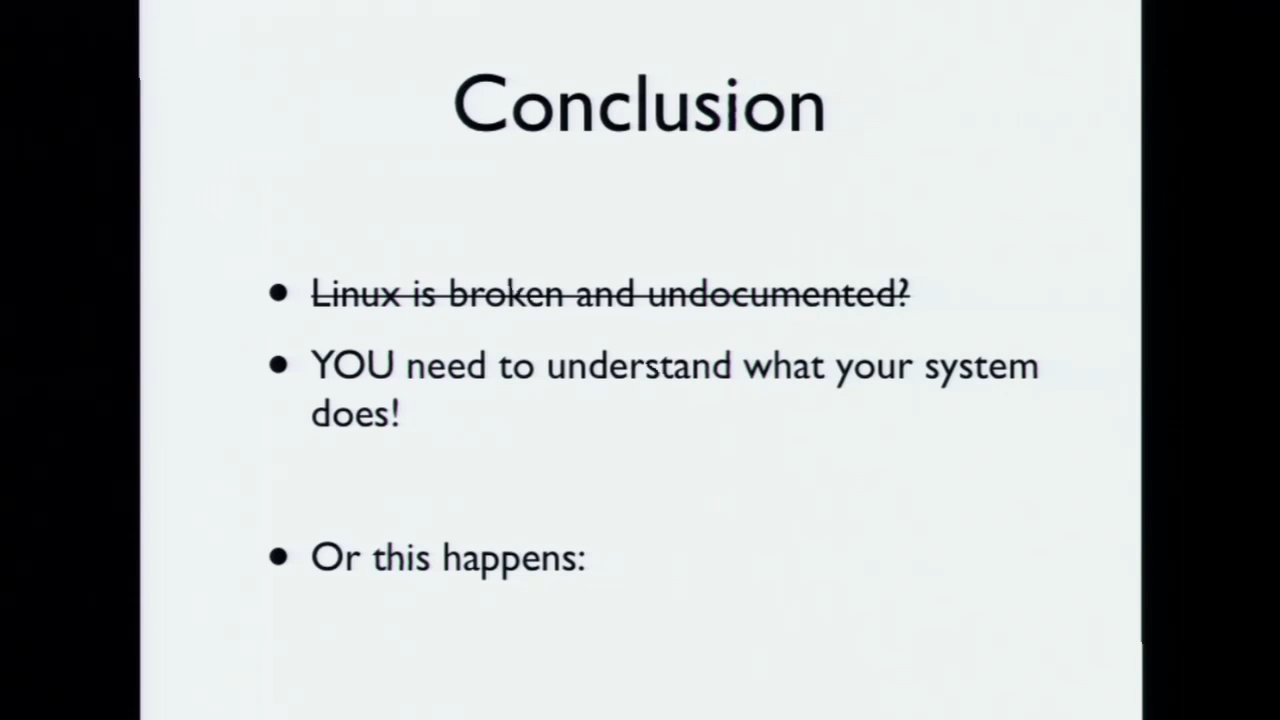 Conclusion
• Linux is broken and undocumented?
• YOU need to understand what your system
does!
• Or this happens: